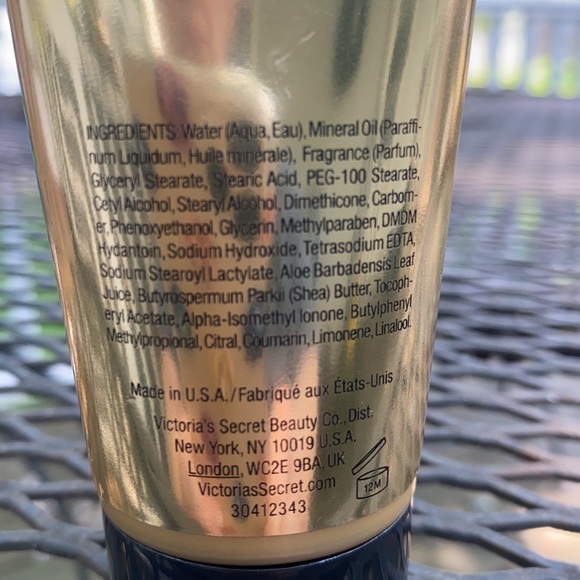 INGREDIENTS: Water (Aqua, Eau), Mineral Oil (Paraffi-
num Liquidum, Huile minérale), Fragrance (Parfum),
Glyceryl Stearate, Stearic Acid, PEG-100 Stearate,
Cetyl Alcohol, Stearyl Alcohol, Dimethicone, Carbom-
er, Phenoxyethanol, Glycerin, Methylparaben, DMDM
Hydantoin, Sodium Hydroxide, Tetrasodium EDTA,
Sodium Stearoyl Lactylate, Aloe Barbadensis Leaf
Juice, Butyrospermum Parkii (Shea) Butter, Tocoph-
eryl Acetate, Alpha-Isomethyl Ionone, Butylphenyl
Methylpropional, Citral, Coumarin, Limonene, Linalool.
Made in U.S.A./Fabriqué aux États-Unis
Victoria's Secret Beauty Co., Dist.
New York, NY 10019 U.S.A.
London, WC2E 9BA, UK
VictoriasSecret.com
12M
30412343